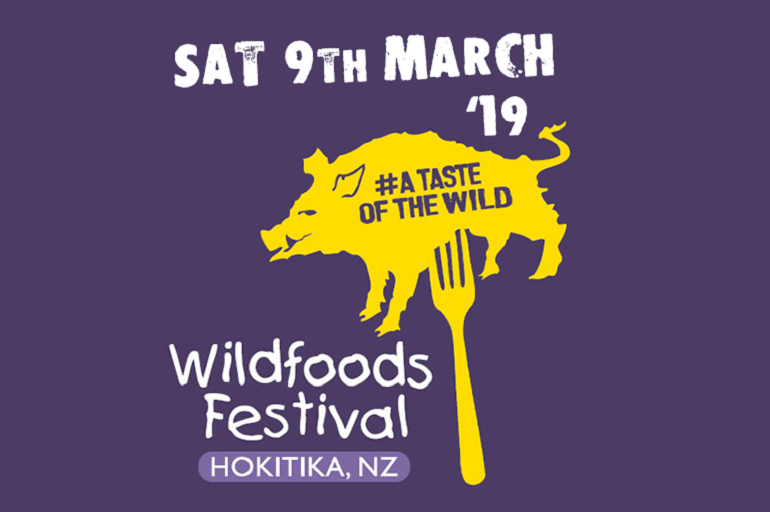 SAT 9TH MARCH
'19
#A TASTE
OF THE WILD
Wildfoods
Festival
HOKITIKA, NZ